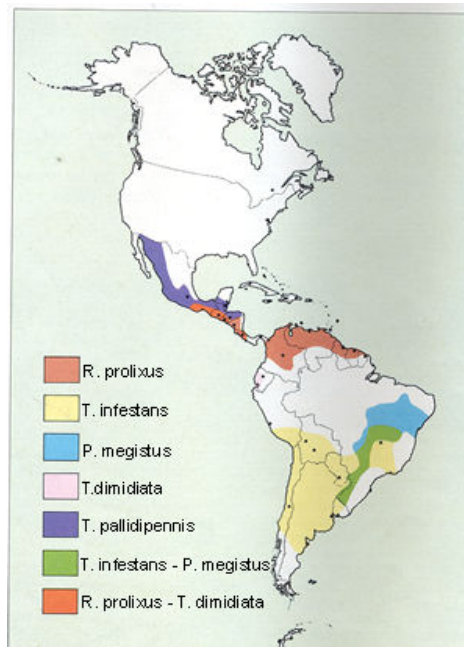 R. prolixus
T. infestans
P. megistus
T.dimidiata
T. pallidipennis
T. infestans - P. megistus
R. prolixus - T. dimidiata